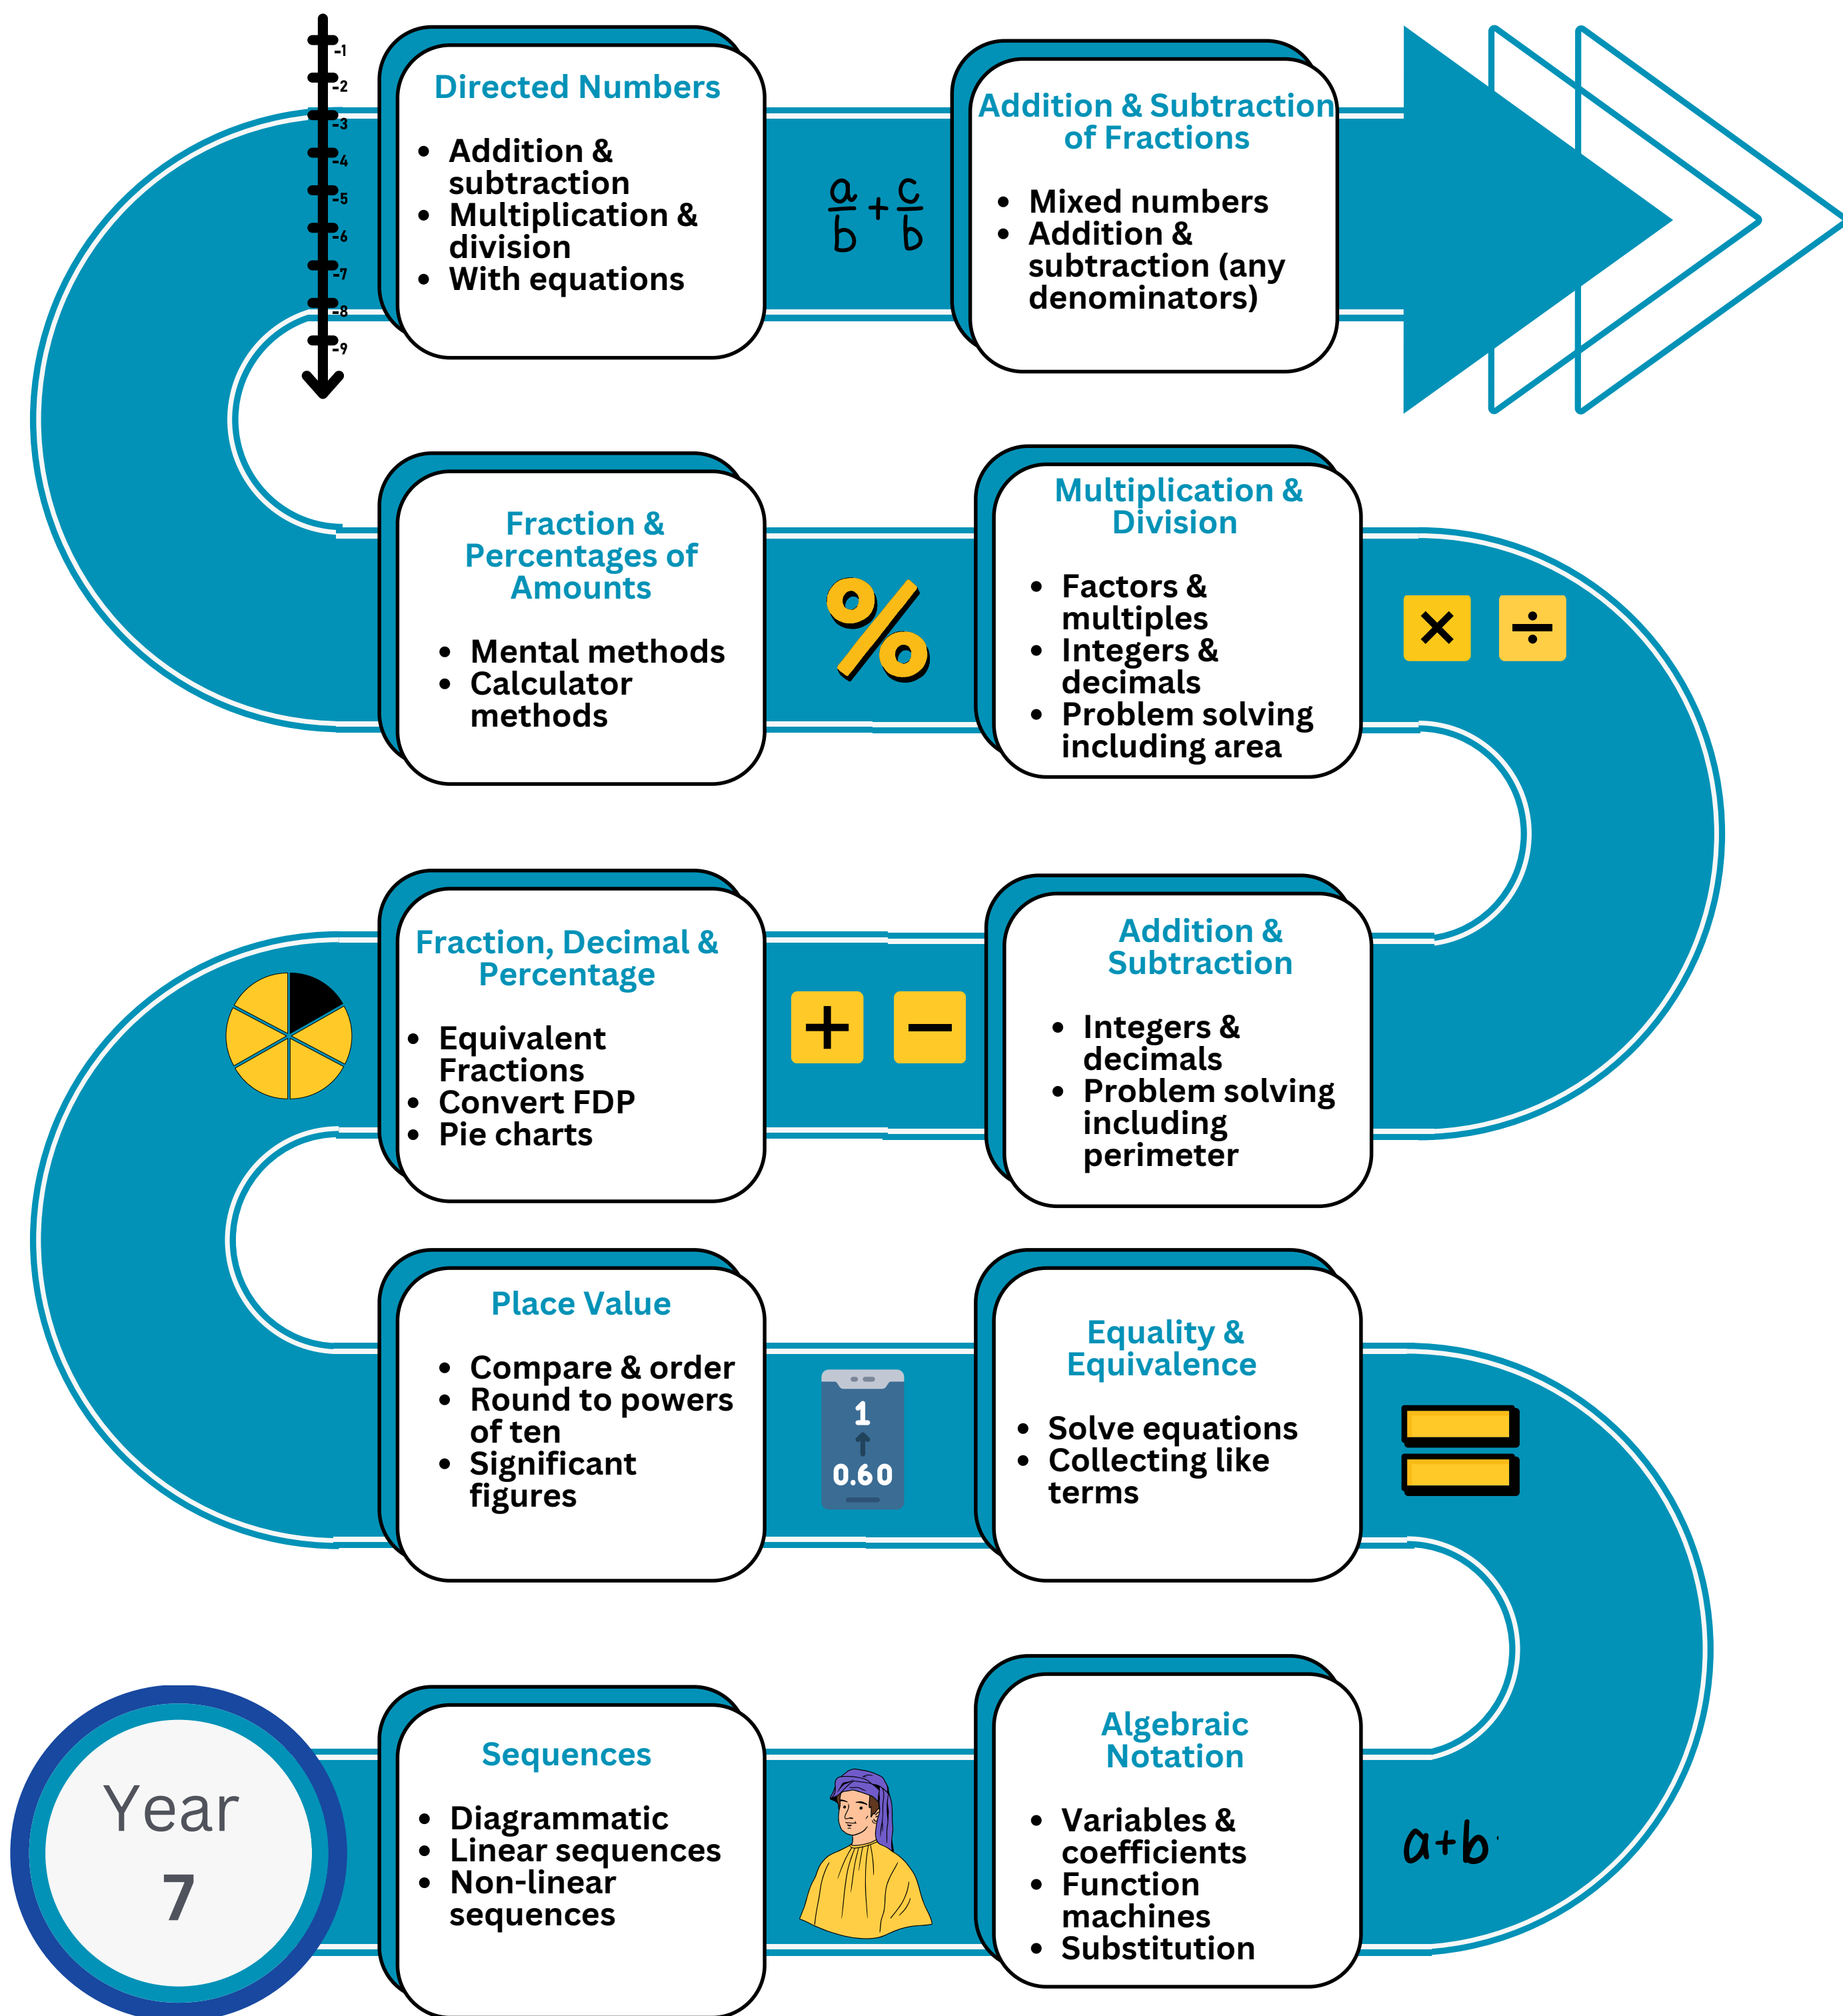 -1
-2
-3
-4
-5
-6
-7
-8
-9
Directed Numbers
• Addition &
subtraction
• Multiplication &
division
• With equations
a/b + c/b
Addition & Subtraction
of Fractions
• Mixed numbers
• Addition &
subtraction (any
denominators)
Fraction &
Percentages of
Amounts
• Mental methods
• Calculator
methods
%
Multiplication &
Division
• Factors &
multiples
• Integers &
decimals
• Problem solving
including area
× ÷
Fraction, Decimal &
Percentage
• Equivalent
Fractions
• Convert FDP
• Pie charts
+ −
Addition &
Subtraction
• Integers &
decimals
• Problem solving
including
perimeter
Place Value
• Compare & order
• Round to powers
of ten
• Significant
figures
1
↑
0.60
Equality &
Equivalence
• Solve equations
• Collecting like
terms
=
Year
7
Sequences
• Diagrammatic
• Linear sequences
• Non-linear
sequences
Algebraic
Notation
• Variables &
coefficients
• Function
machines
• Substitution
a+b